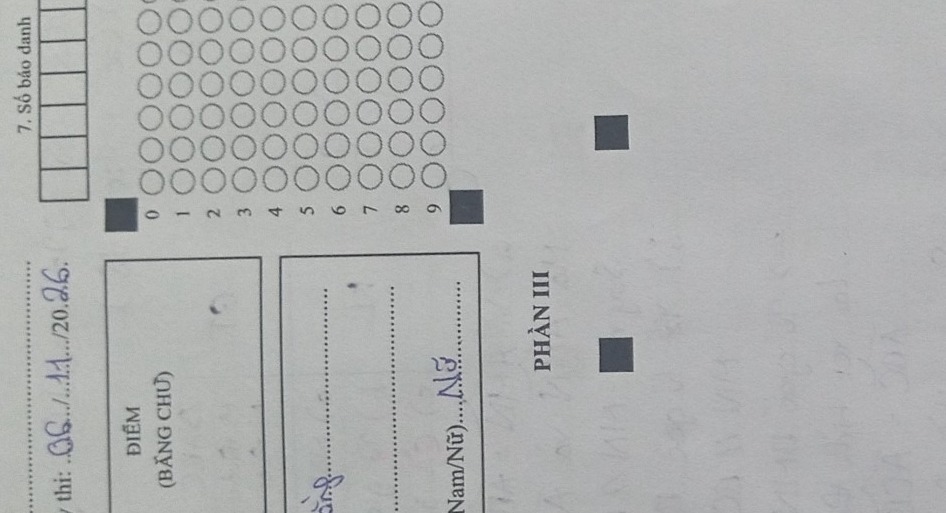 7. Số báo danh
thi: ...06.../...11.../20.26.
ĐIỂM
(BẰNG CHỮ)
0
1
2
3
4
5
6
7
8
9
Nam/Nữ)....Nữ
PHẦN III